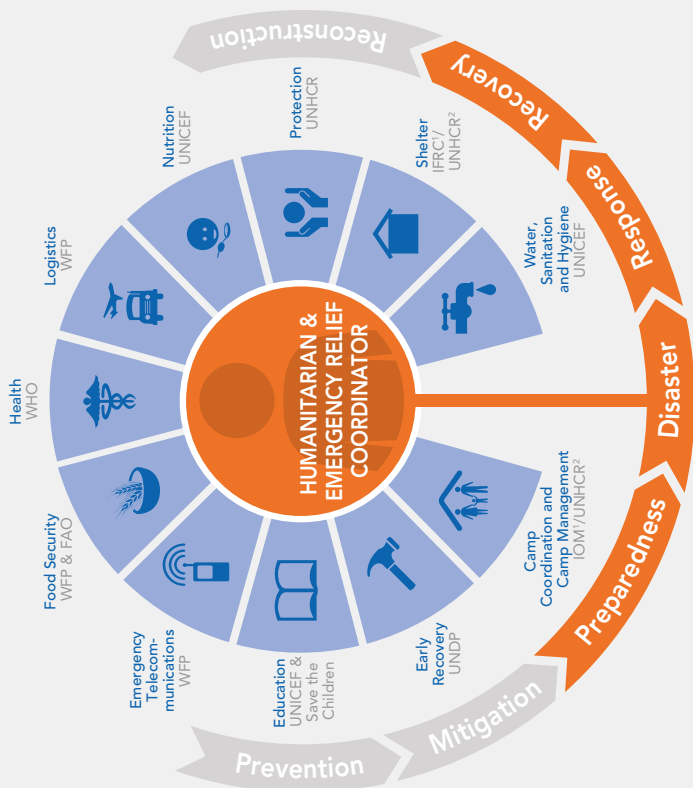 HUMANITARIAN &
EMERGENCY RELIEF
COORDINATOR
Health
WHO
Logistics
WFP
Nutrition
UNICEF
Protection
UNHCR
Shelter
IFRC¹/
UNHCR²
Water,
Sanitation
and Hygiene
UNICEF
Camp
Coordination and
Camp Management
IOM¹/UNHCR²
Early
Recovery
UNDP
Education
UNICEF &
Save the
Children
Emergency
Telecom-
munications
WFP
Food Security
WFP & FAO
Prevention
Mitigation
Preparedness
Disaster
Response
Recovery
Reconstruction